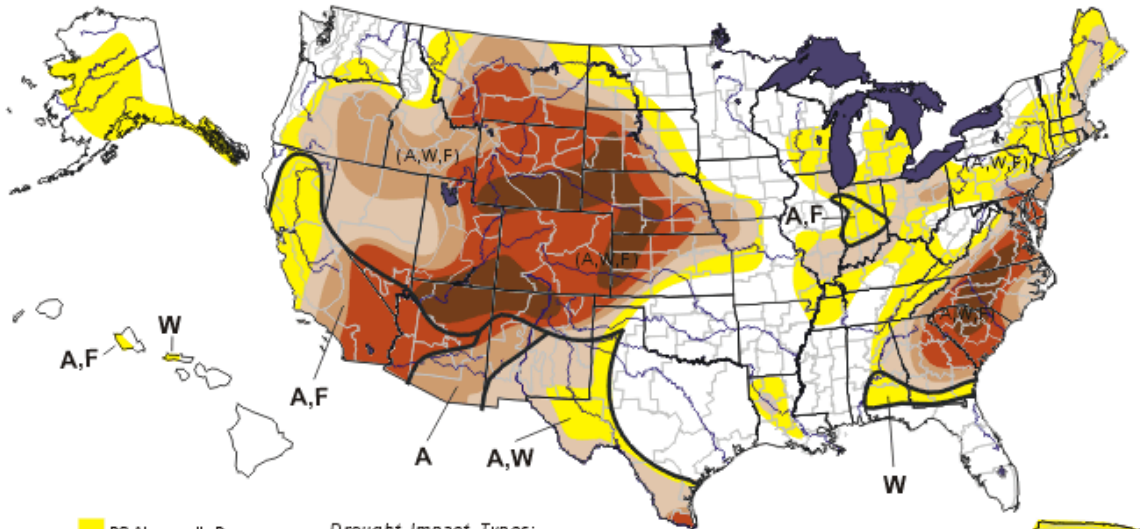 (A,W,F)
(A,W,F)
A,F
(A,W,F)
(A,W,F)
W
A,F
A,F
A
A,W
W
Drought Impact Types: